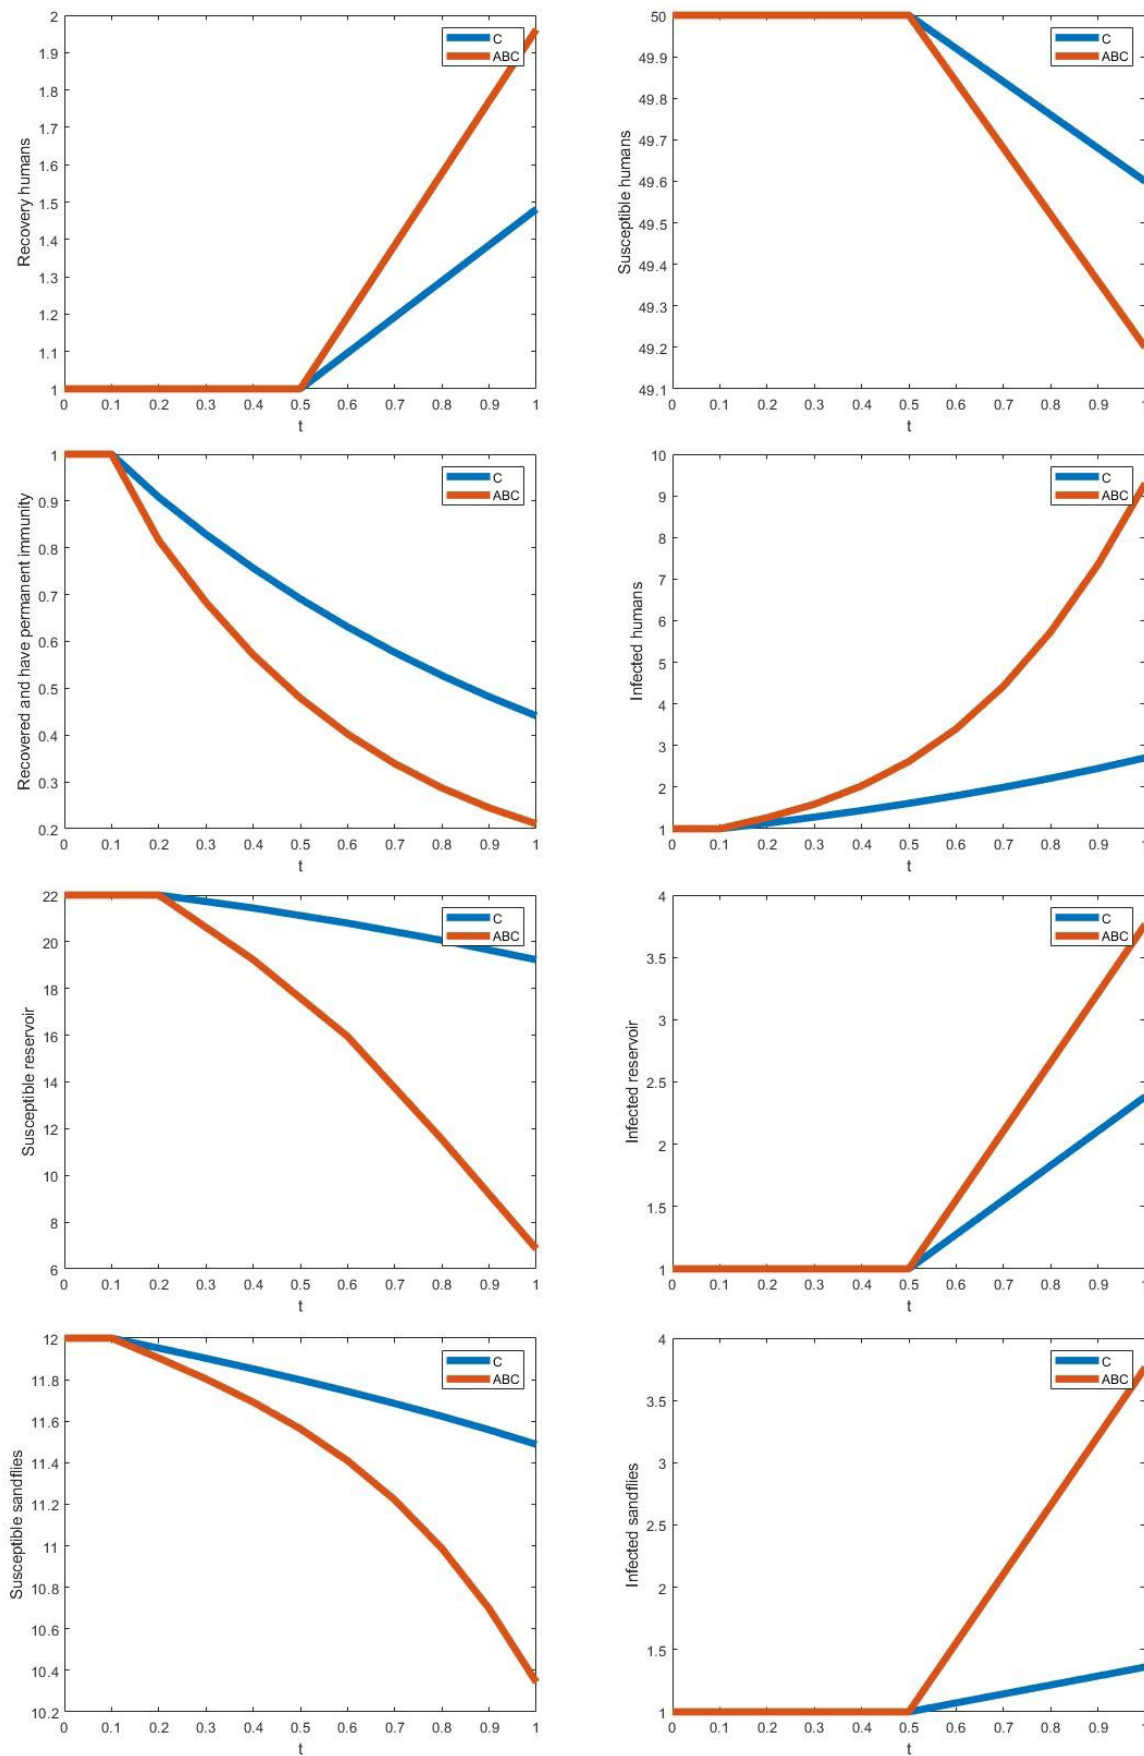 2
1.9
1.8
1.7
1.6
1.5
1.4
1.3
1.2
1.1
1
Recovery humans
C
ABC
0 0.1 0.2 0.3 0.4 0.5 0.6 0.7 0.8 0.9 1
t
50
49.9
49.8
49.7
49.6
49.5
49.4
49.3
49.2
49.1
Susceptible humans
C
ABC
0 0.1 0.2 0.3 0.4 0.5 0.6 0.7 0.8 0.9 1
t
1
0.9
0.8
0.7
0.6
0.5
0.4
0.3
0.2
Recovered and have permanent immunity
C
ABC
0 0.1 0.2 0.3 0.4 0.5 0.6 0.7 0.8 0.9 1
t
10
9
8
7
6
5
4
3
2
1
Infected humans
C
ABC
0 0.1 0.2 0.3 0.4 0.5 0.6 0.7 0.8 0.9 1
t
22
20
18
16
14
12
10
8
6
Susceptible reservoir
C
ABC
0 0.1 0.2 0.3 0.4 0.5 0.6 0.7 0.8 0.9 1
t
4
3.5
3
2.5
2
1.5
1
Infected reservoir
C
ABC
0 0.1 0.2 0.3 0.4 0.5 0.6 0.7 0.8 0.9 1
t
12
11.8
11.6
11.4
11.2
11
10.8
10.6
10.4
10.2
Susceptible sandflies
C
ABC
0 0.1 0.2 0.3 0.4 0.5 0.6 0.7 0.8 0.9 1
t
4
3.5
3
2.5
2
1.5
1
Infected sandflies
C
ABC
0 0.1 0.2 0.3 0.4 0.5 0.6 0.7 0.8 0.9 1
t